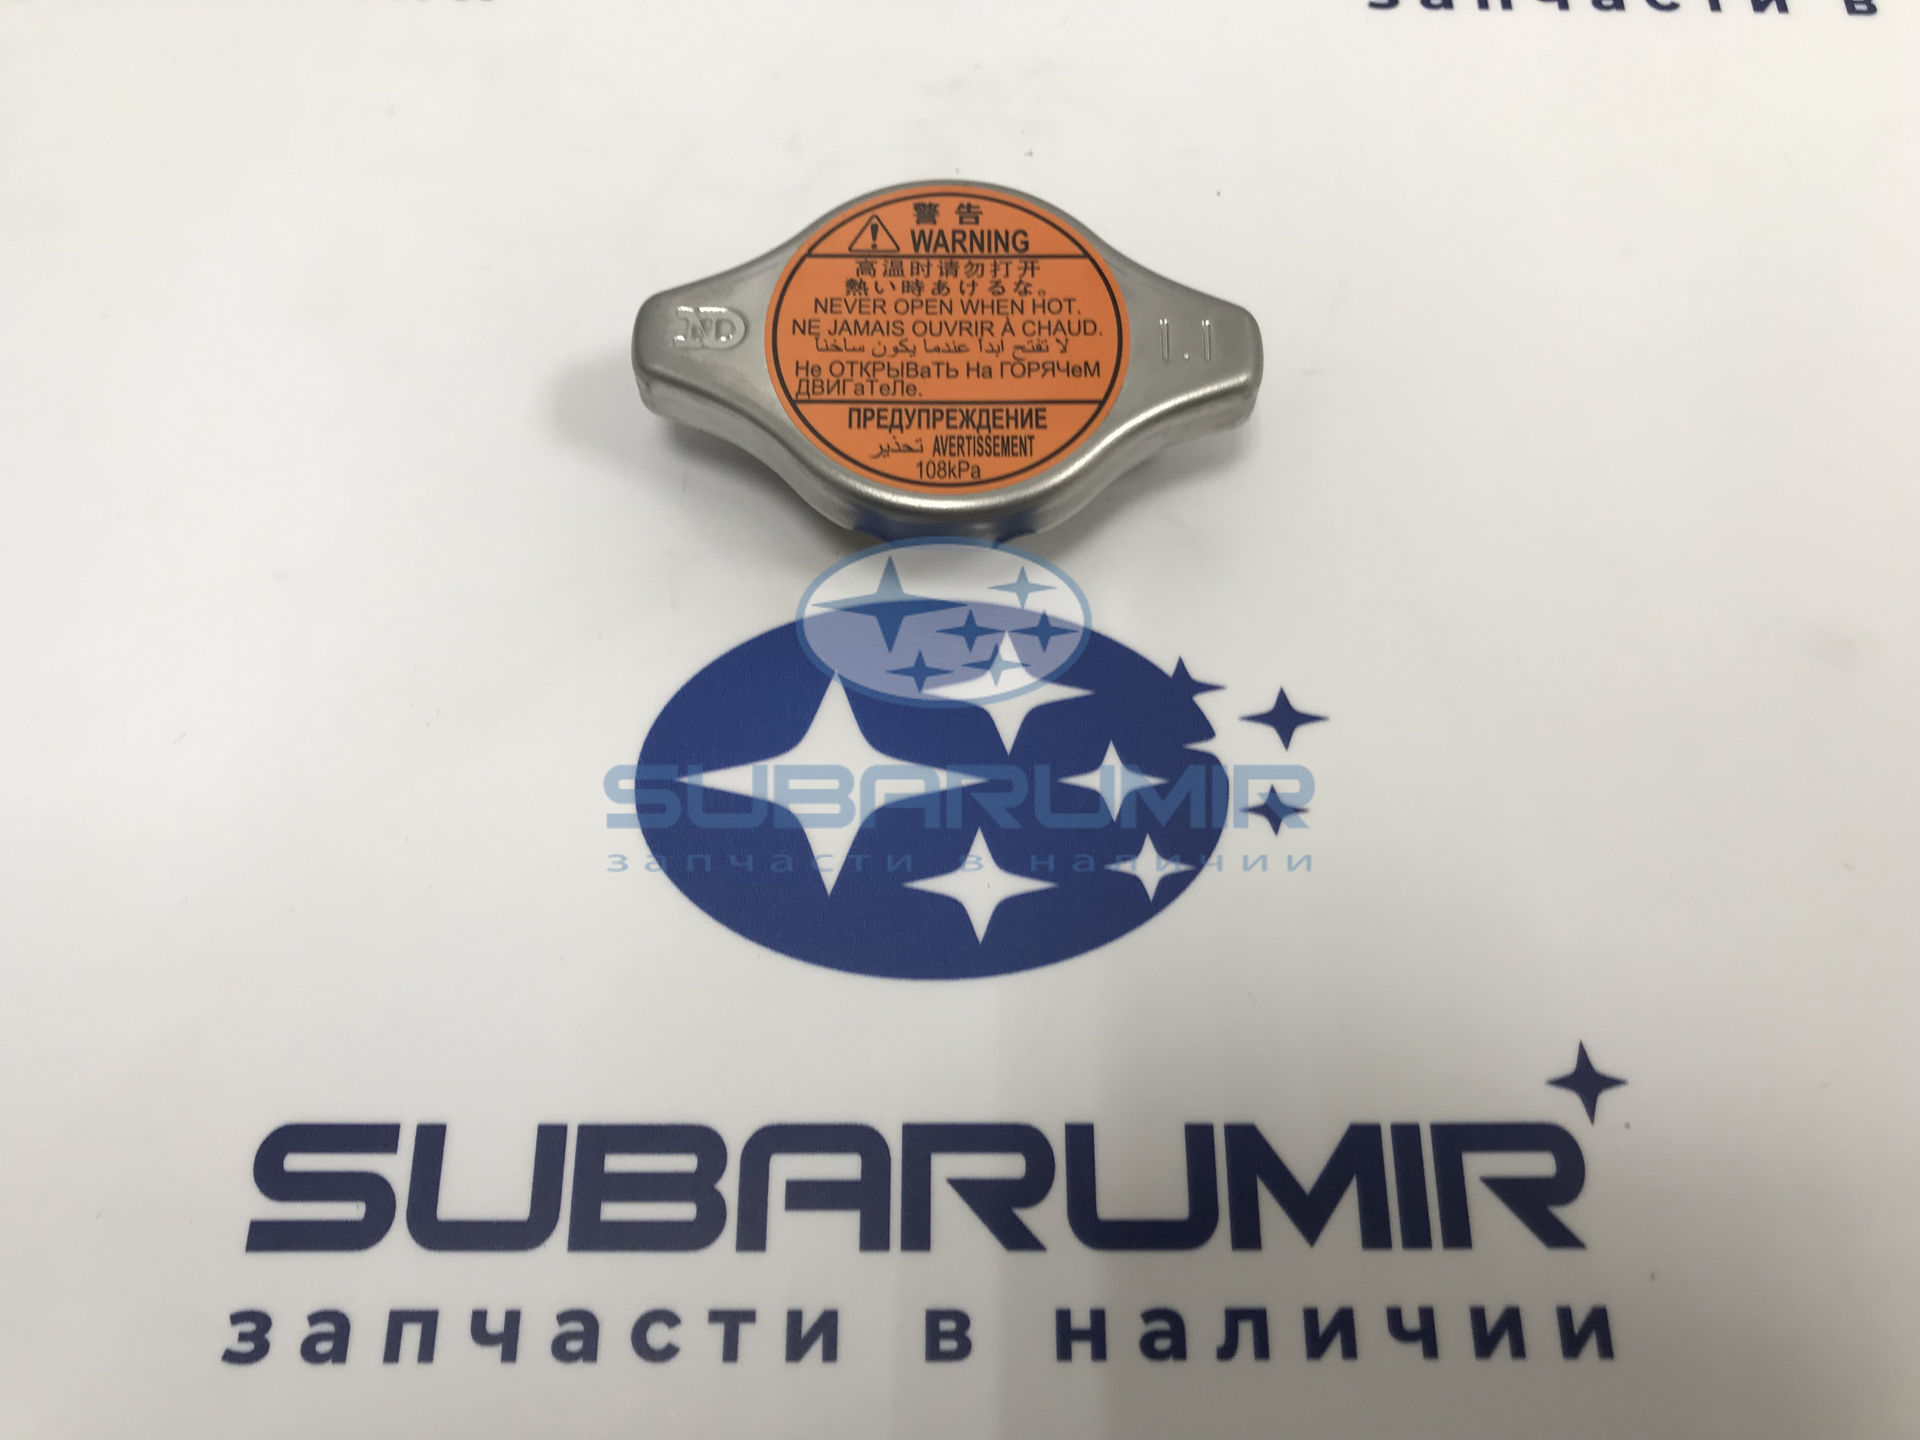 запчасти в
警告
WARNING
高温时请勿打开
熱い時あけるな。
NEVER OPEN WHEN HOT.
NE JAMAIS OUVRIR À CHAUD.
لا تفتح ابدا عندما يكون ساخناً
Не ОТКРЫВаТЬ На ГОРЯЧеМ
ДВИГаТеЛе.
ПРЕДУПРЕЖДЕНИЕ
تحذير AVERTISSEMENT
108kPa
ND
1.1
SUBARUMIR
запчасти в наличии
SUBARUMIR
запчасти в наличии